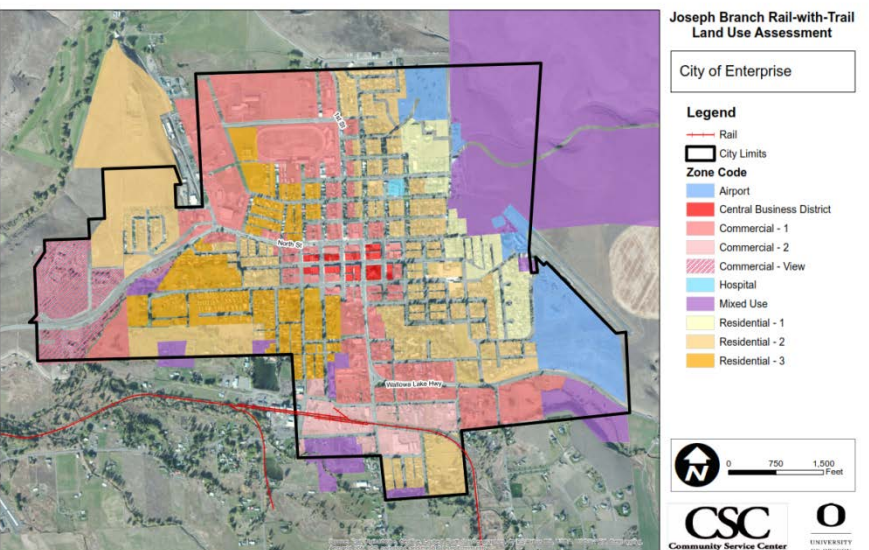 Joseph Branch Rail-with-Trail
Land Use Assessment
City of Enterprise
Legend
Rail
City Limits
Zone Code
Airport
Central Business District
Commercial - 1
Commercial - 2
Commercial - View
Hospital
Mixed Use
Residential - 1
Residential - 2
Residential - 3
1st St
North St
Wallowa Lake Hwy
N
0 750 1,500
Feet
CSC
Community Service Center
O
UNIVERSITY